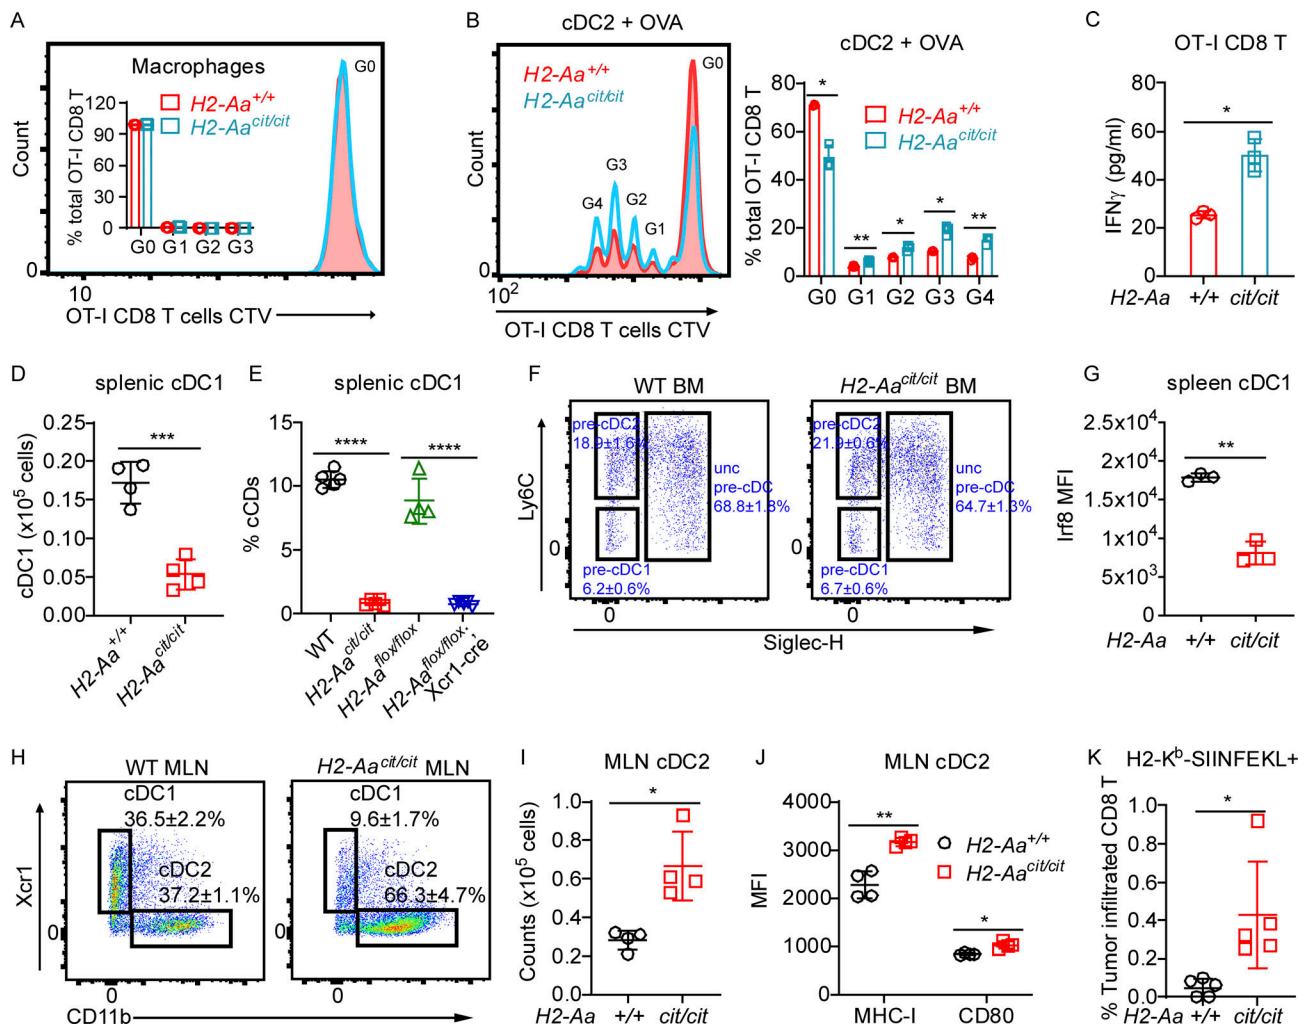 A
Macrophages
H2-Aa+/+
H2-Aacit/cit
% total OT-I CD8 T
120
90
60
30
0
G0 G1 G2 G3
G0
Count
0
10
OT-I CD8 T cells CTV
B
cDC2 + OVA
H2-Aa+/+
H2-Aacit/cit
G0
G3
G4
G2
G1
Count
0
10²
OT-I CD8 T cells CTV
cDC2 + OVA
H2-Aa+/+
H2-Aacit/cit
% total OT-I CD8 T
80
60
40
20
0
* ** * * **
G0 G1 G2 G3 G4
C
OT-I CD8 T
*
IFNγ (pg/ml)
80
60
40
20
0
H2-Aa +/+ cit/cit
D
splenic cDC1
***
cDC1 (x10⁵ cells)
0.25
0.20
0.15
0.10
0.05
0.00
H2-Aa+/+
H2-Aacit/cit
E
splenic cDC1
**** ****
% cCDs
15
10
5
0
WT
H2-Aacit/cit
H2-Aaflox/flox
H2-Aaflox/flox:
Xcr1-cre
F
WT BM
H2-Aacit/cit BM
Ly6C
0
pre-cDC2
18.9±1.6%
unc
pre-cDC
68.8±1.8%
pre-cDC1
6.2±0.6%
0
0
pre-cDC2
21.9±0.6%
unc
pre-cDC
64.7±1.3%
pre-cDC1
6.7±0.6%
0
Siglec-H
G
spleen cDC1
**
Irf8 MFI
2.5x10⁴
2x10⁴
1.5x10⁴
1x10⁴
5x10³
0
H2-Aa +/+ cit/cit
H
WT MLN
H2-Aacit/cit MLN
Xcr1
0
cDC1
36.5±2.2%
cDC2
37.2±1.1%
0
0
cDC1
9.6±1.7%
cDC2
66.3±4.7%
0
CD11b
I
MLN cDC2
*
Counts (x10⁵ cells)
1.0
0.8
0.6
0.4
0.2
0.0
H2-Aa +/+ cit/cit
J
MLN cDC2
**
*
MFI
4000
3000
2000
1000
0
MHC-I CD80
H2-Aa+/+
H2-Aacit/cit
K
H2-Kb-SIINFEKL+
*
% Tumor infiltrated CD8 T
1.0
0.8
0.6
0.4
0.2
0.0
H2-Aa +/+ cit/cit